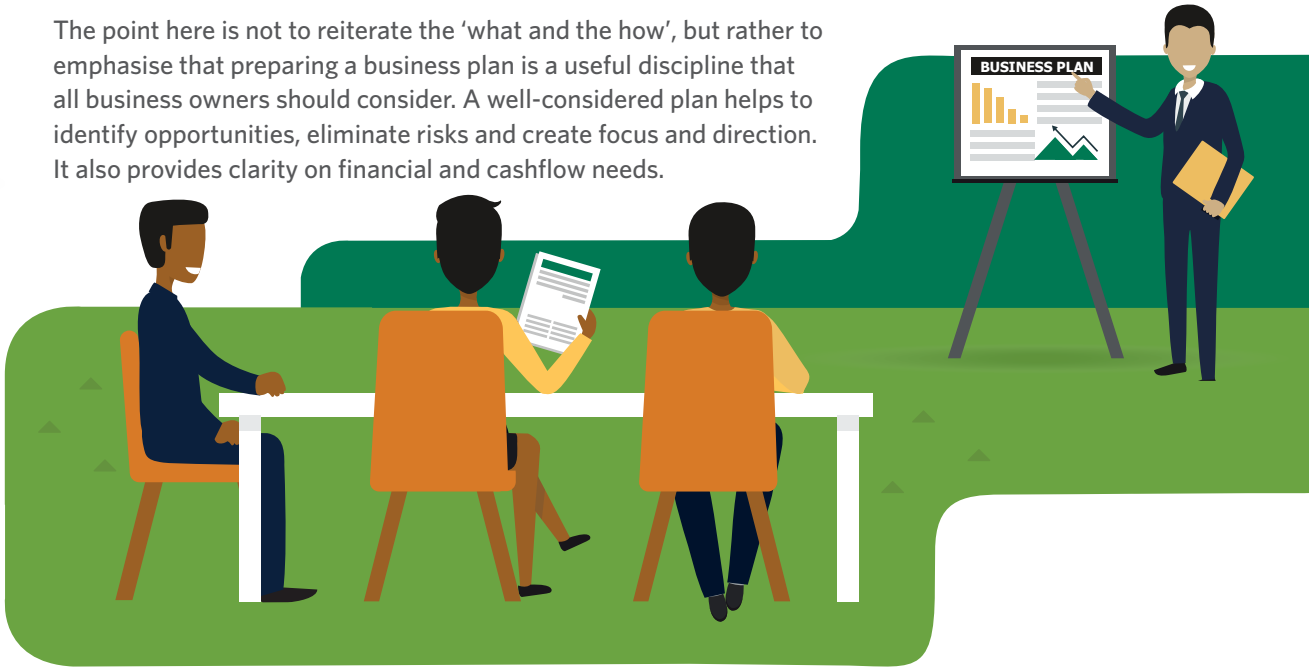 The point here is not to reiterate the ‘what and the how’, but rather to
emphasise that preparing a business plan is a useful discipline that
all business owners should consider. A well-considered plan helps to
identify opportunities, eliminate risks and create focus and direction.
It also provides clarity on financial and cashflow needs.
BUSINESS PLAN